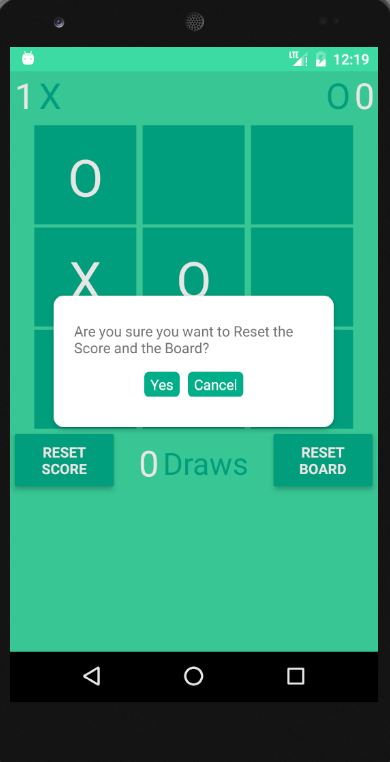 LTE 12:19
1 X O 0
O
X O
Are you sure you want to Reset the
Score and the Board?
Yes Cancel
RESET
SCORE
0 Draws
RESET
BOARD